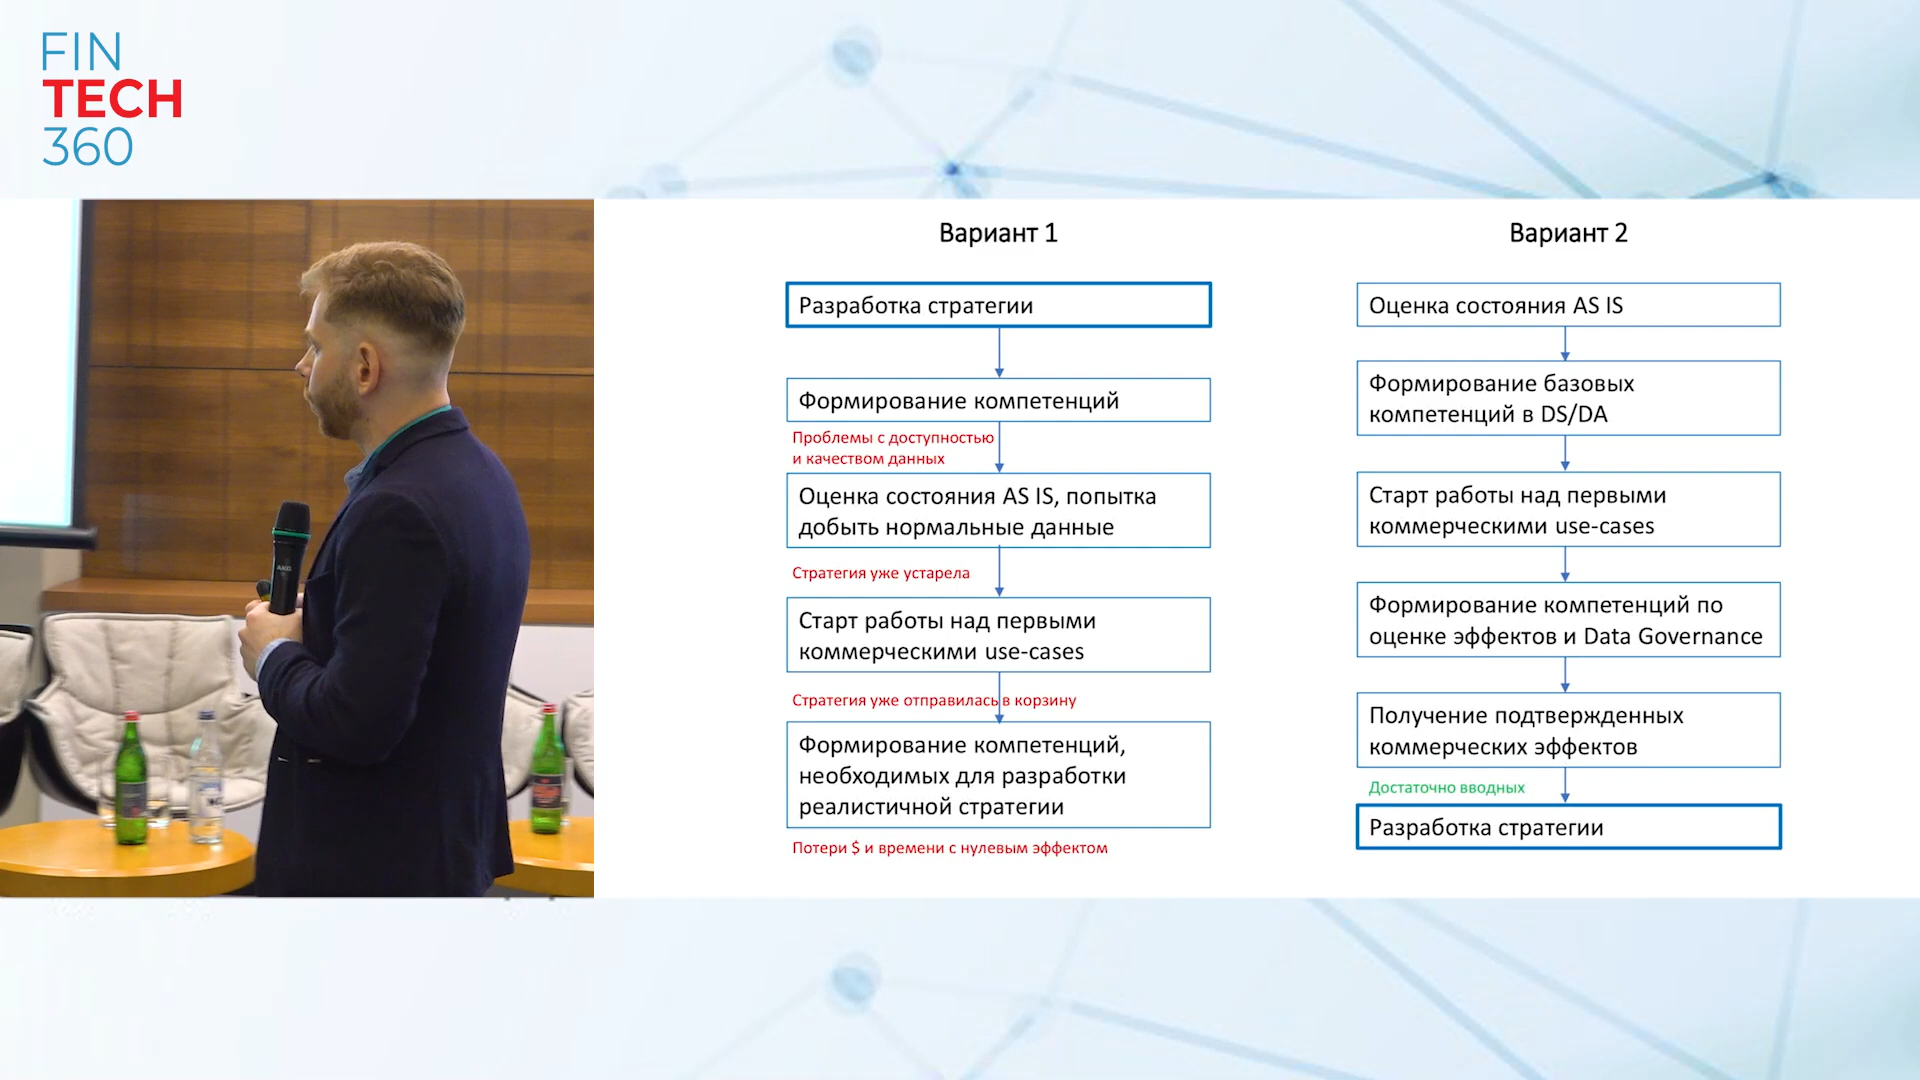 FIN
TECH
360
Вариант 1
Разработка стратегии
Формирование компетенций
Проблемы с доступностью
и качеством данных
Оценка состояния AS IS, попытка
добыть нормальные данные
Стратегия уже устарела
Старт работы над первыми
коммерческими use-cases
Стратегия уже отправилась в корзину
Формирование компетенций,
необходимых для разработки
реалистичной стратегии
Потери $ и времени с нулевым эффектом
Вариант 2
Оценка состояния AS IS
Формирование базовых
компетенций в DS/DA
Старт работы над первыми
коммерческими use-cases
Формирование компетенций по
оценке эффектов и Data Governance
Получение подтвержденных
коммерческих эффектов
Достаточно вводных
Разработка стратегии
AKG